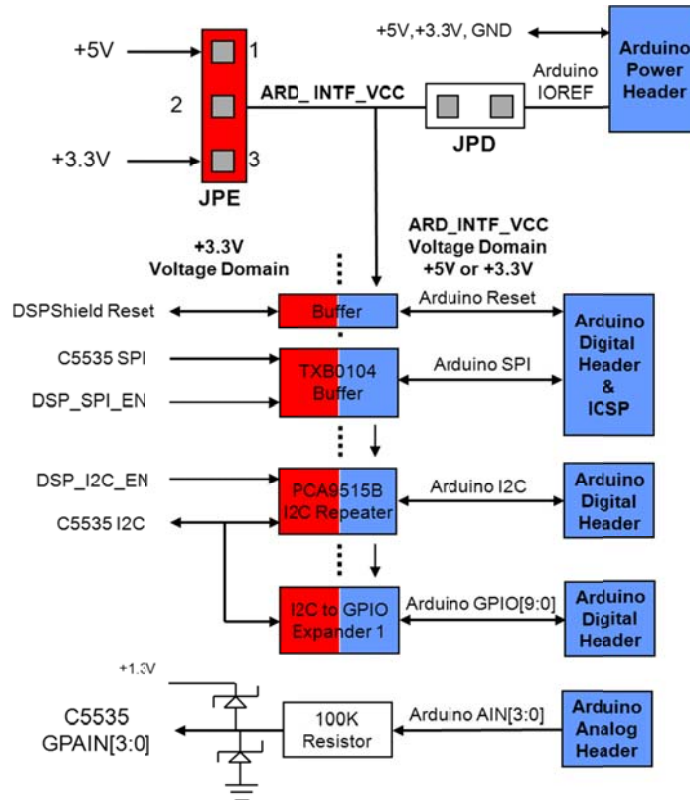 +5V
1
2
+3.3V
3
JPE
ARD_INTF_VCC
JPD
+5V,+3.3V, GND
Arduino
IOREF
Arduino
Power
Header
+3.3V
Voltage Domain
ARD_INTF_VCC
Voltage Domain
+5V or +3.3V
DSPShield Reset
Buffer
Arduino Reset
C5535 SPI
DSP_SPI_EN
TXB0104
Buffer
Arduino SPI
Arduino
Digital
Header
&
ICSP
DSP_I2C_EN
C5535 I2C
PCA9515B
I2C Repeater
Arduino I2C
Arduino
Digital
Header
I2C to GPIO
Expander 1
Arduino GPIO[9:0]
Arduino
Digital
Header
+1.3V
C5535
GPAIN[3:0]
100K
Resistor
Arduino AIN[3:0]
Arduino
Analog
Header